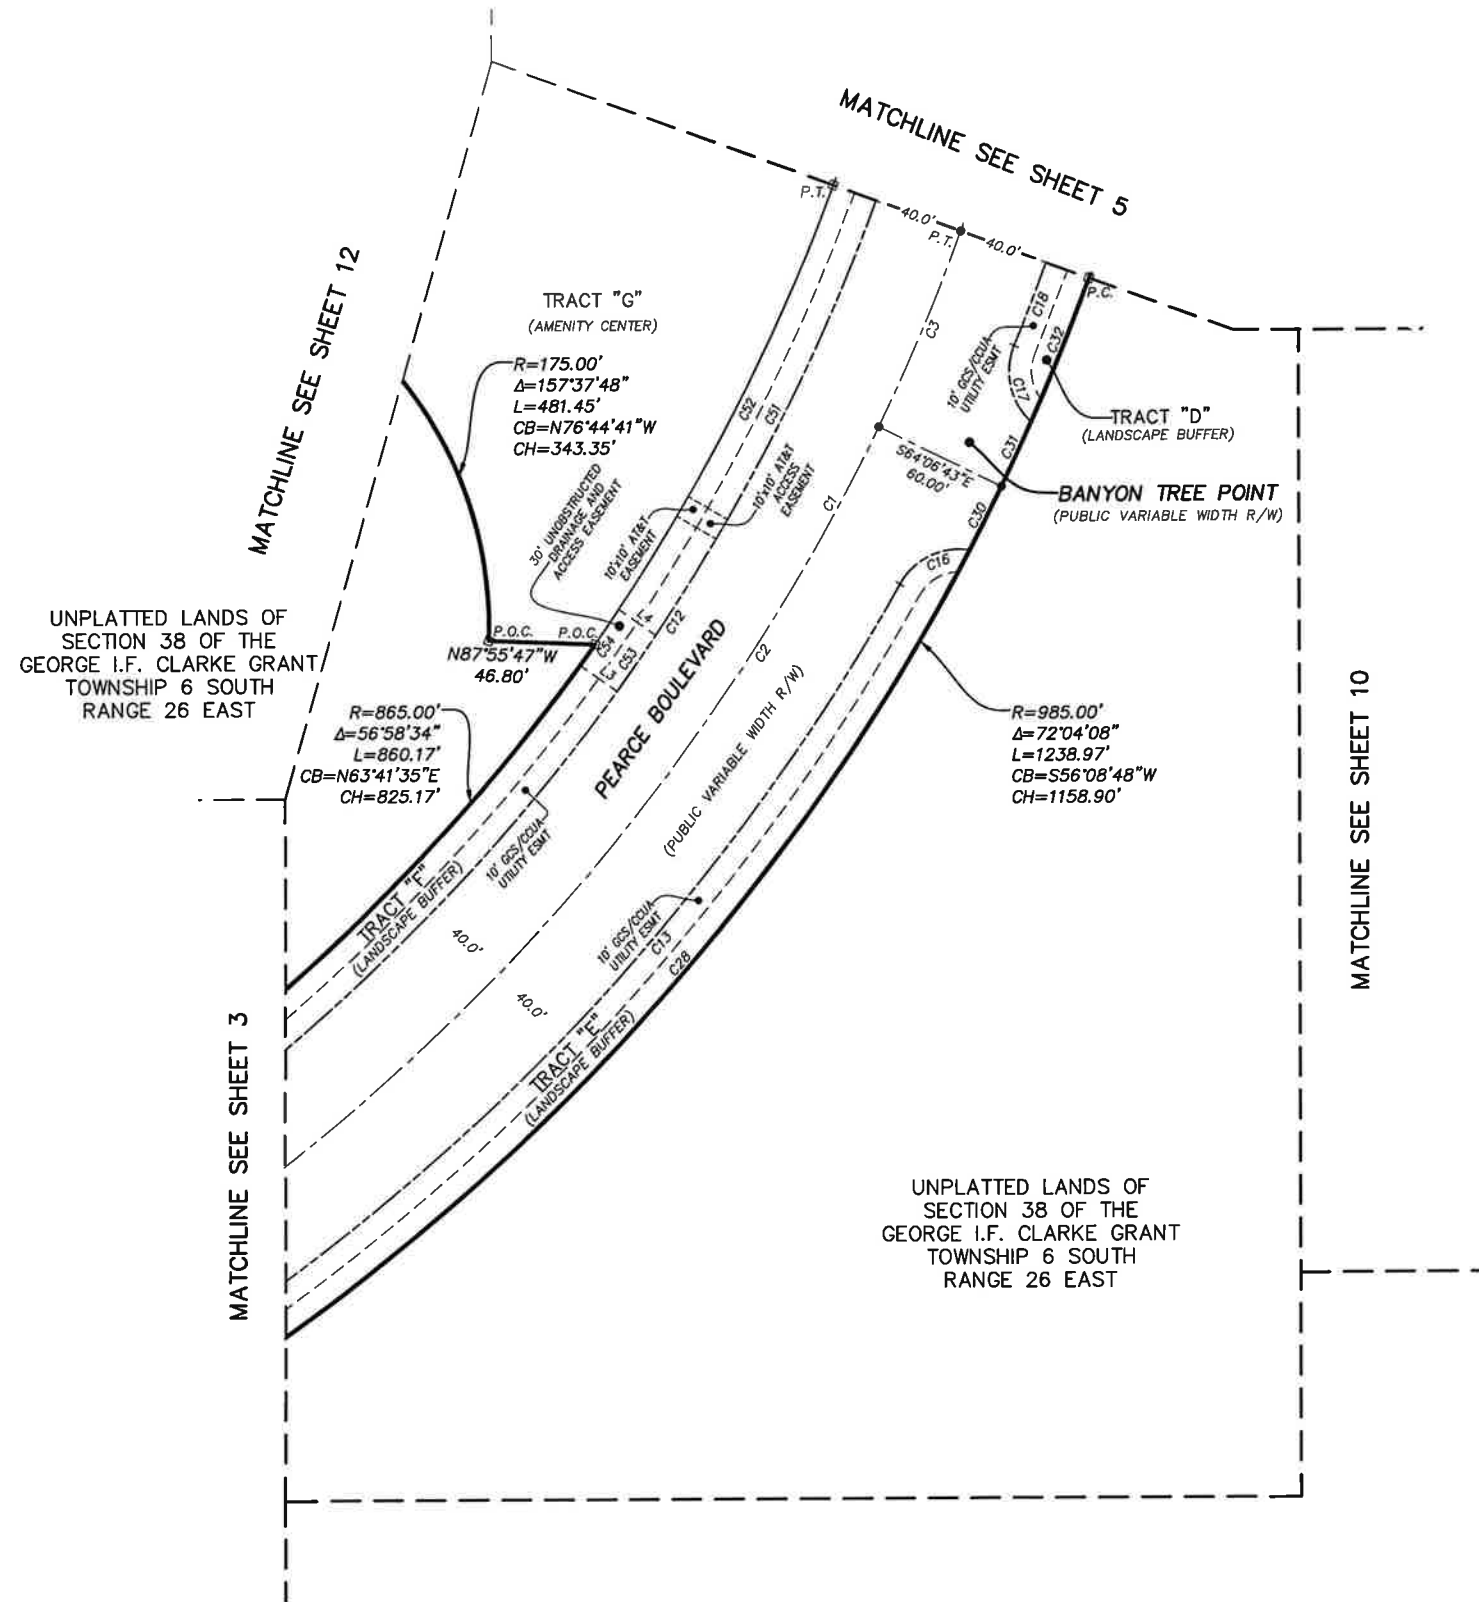 MATCHLINE SEE SHEET 5
P.T.
40.0'
P.T.
40.0'
P.C.
MATCHLINE SEE SHEET 12
TRACT "G"
(AMENITY CENTER)
R=175.00'
Δ=157°37'48"
L=481.45'
CB=N76°44'41"W
CH=343.35'
C3
C18
C32
10' GCS/CCUA
UTILITY ESMT
C17
C31
TRACT "D"
(LANDSCAPE BUFFER)
C52
C51
S64°06'43"E
60.00'
BANYON TREE POINT
(PUBLIC VARIABLE WIDTH R/W)
C30
C1
30' UNOBSTRUCTED
DRAINAGE AND
ACCESS EASEMENT
10'x10' AT&T
EASEMENT
10'x10' AT&T
ACCESS
EASEMENT
C16
UNPLATTED LANDS OF
SECTION 38 OF THE
GEORGE I.F. CLARKE GRANT
TOWNSHIP 6 SOUTH
RANGE 26 EAST
P.O.C.
P.O.C.
N87°55'47"W
46.80'
C54
C53
L4
L3
C12
C2
PEARCE BOULEVARD
(PUBLIC VARIABLE WIDTH R/W)
R=865.00'
Δ=56°58'34"
L=860.17'
CB=N63°41'35"E
CH=825.17'
R=985.00'
Δ=72°04'08"
L=1238.97'
CB=S56°08'48"W
CH=1158.90'
MATCHLINE SEE SHEET 10
10' GCS/CCUA
UTILITY ESMT
TRACT "F"
(LANDSCAPE BUFFER)
40.0'
40.0'
10' GCS/CCUA
UTILITY ESMT
C13
C28
TRACT "E"
(LANDSCAPE BUFFER)
MATCHLINE SEE SHEET 3
UNPLATTED LANDS OF
SECTION 38 OF THE
GEORGE I.F. CLARKE GRANT
TOWNSHIP 6 SOUTH
RANGE 26 EAST